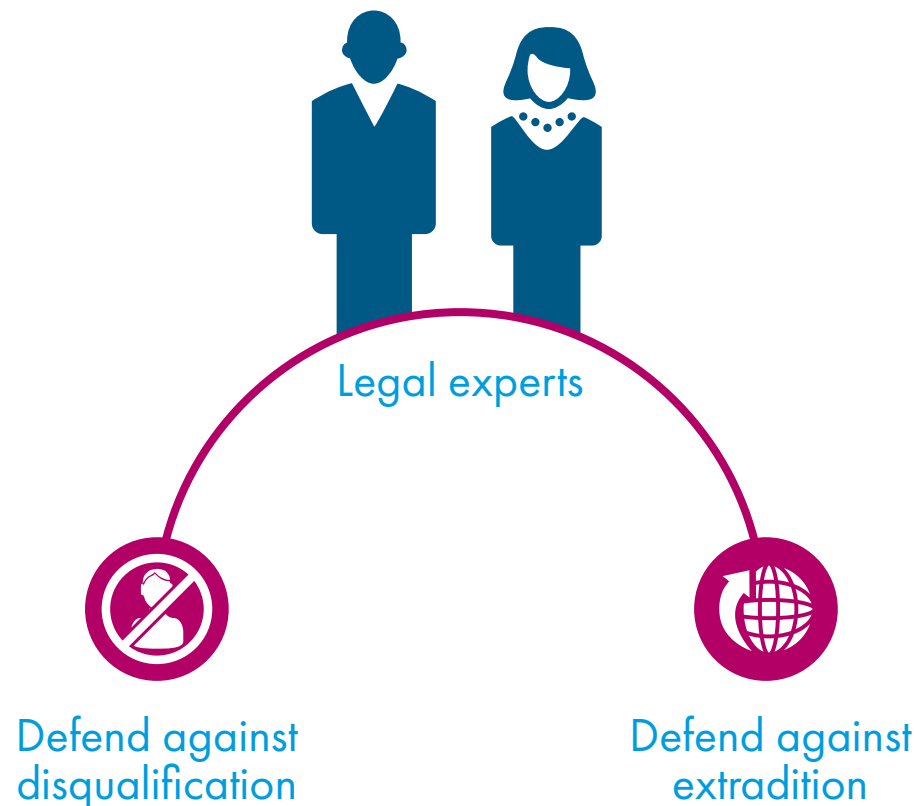 Legal experts
Defend against
disqualification
Defend against
extradition